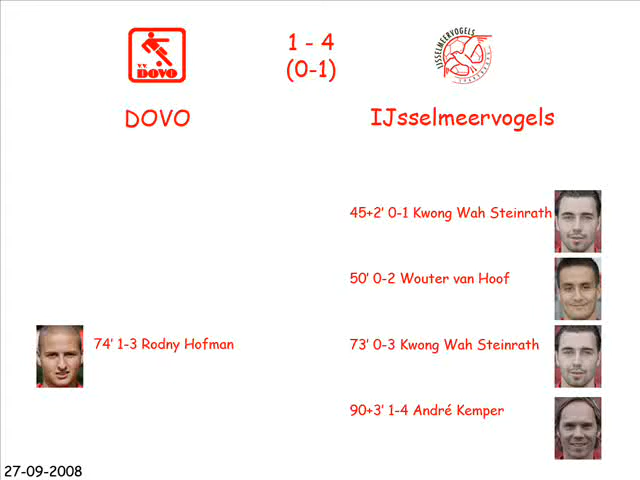 v.v.
DOVO
1 - 4
(0-1)
IJSSELMEERVOGELS
DOVO
IJsselmeervogels
45+2' 0-1 Kwong Wah Steinrath
50' 0-2 Wouter van Hoof
74' 1-3 Rodny Hofman
73' 0-3 Kwong Wah Steinrath
90+3' 1-4 André Kemper
27-09-2008